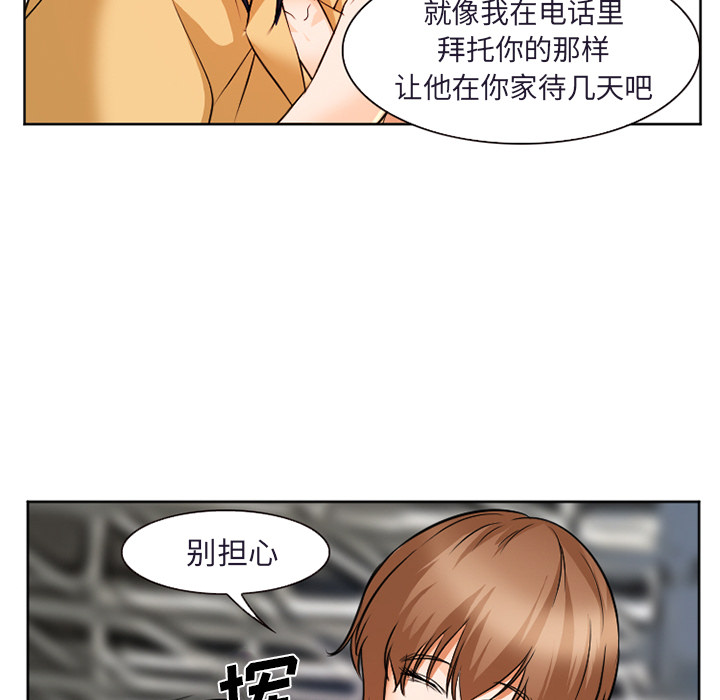 就像我在电话里
拜托你的那样
让他在你家待几天吧
别担心
挥